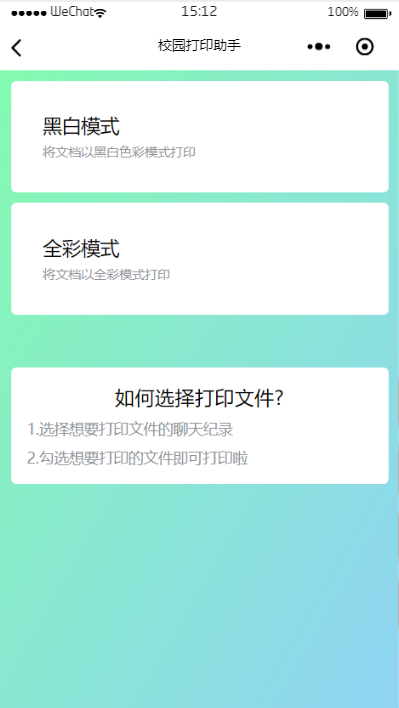 WeChat 15:12 100%
校园打印助手
黑白模式
将文档以黑白色彩模式打印
全彩模式
将文档以全彩模式打印
如何选择打印文件?
1.选择想要打印文件的聊天纪录
2.勾选想要打印的文件即可打印啦